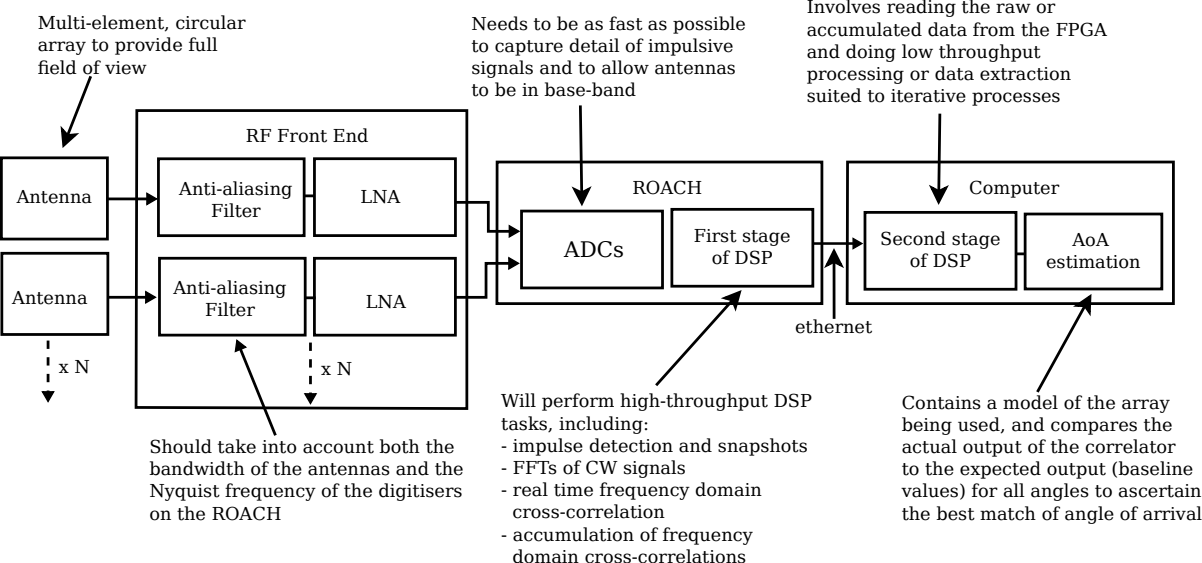 Multi-element, circular
array to provide full
field of view
Needs to be as fast as possible
to capture detail of impulsive
signals and to allow antennas
to be in base-band
Involves reading the raw or
accumulated data from the FPGA
and doing low throughput
processing or data extraction
suited to iterative processes
RF Front End
Antenna
Anti-aliasing
Filter
LNA
Antenna
Anti-aliasing
Filter
LNA
x N
x N
ROACH
ADCs
First stage
of DSP
ethernet
Computer
Second stage
of DSP
AoA
estimation
Should take into account both the
bandwidth of the antennas and the
Nyquist frequency of the digitisers
on the ROACH
Will perform high-throughput DSP
tasks, including:
- impulse detection and snapshots
- FFTs of CW signals
- real time frequency domain
cross-correlation
- accumulation of frequency
domain cross-correlations
Contains a model of the array
being used, and compares the
actual output of the correlator
to the expected output (baseline
values) for all angles to ascertain
the best match of angle of arrival